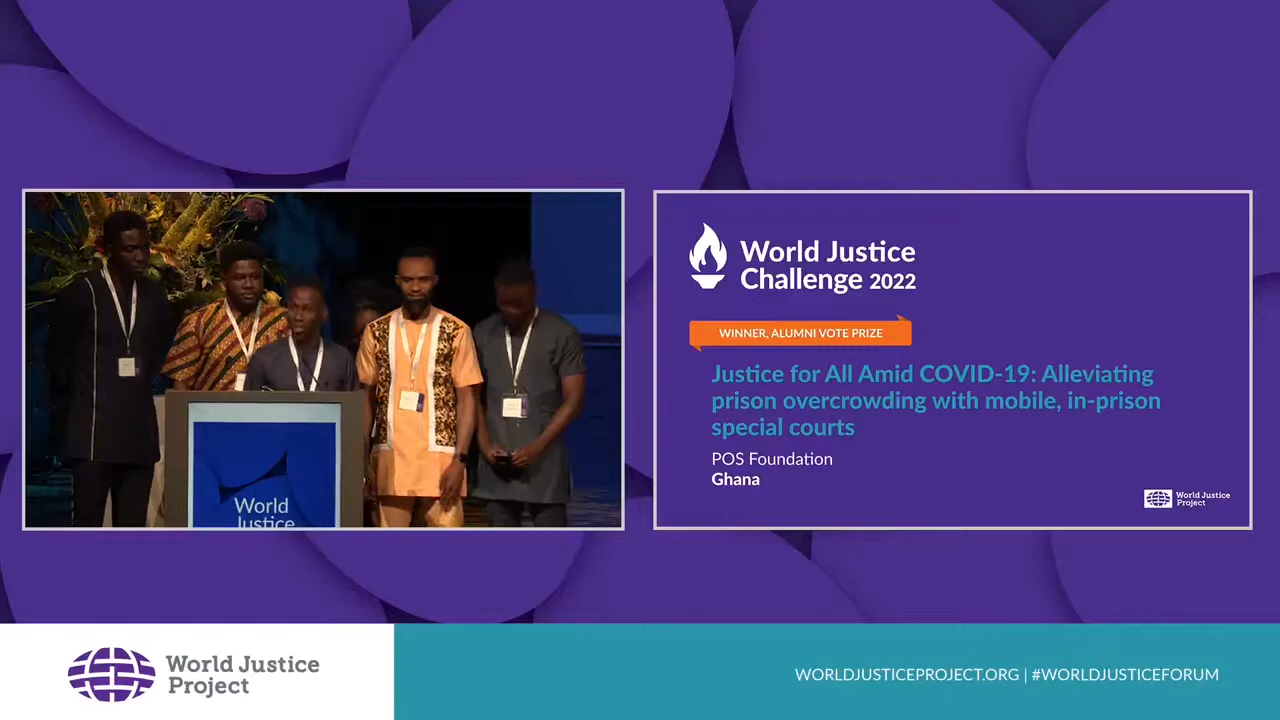 World
Justice
World Justice
Challenge 2022
WINNER, ALUMNI VOTE PRIZE
Justice for All Amid COVID-19: Alleviating
prison overcrowding with mobile, in-prison
special courts
POS Foundation
Ghana
World Justice
Project
World Justice
Project
WORLDJUSTICEPROJECT.ORG | #WORLDJUSTICEFORUM